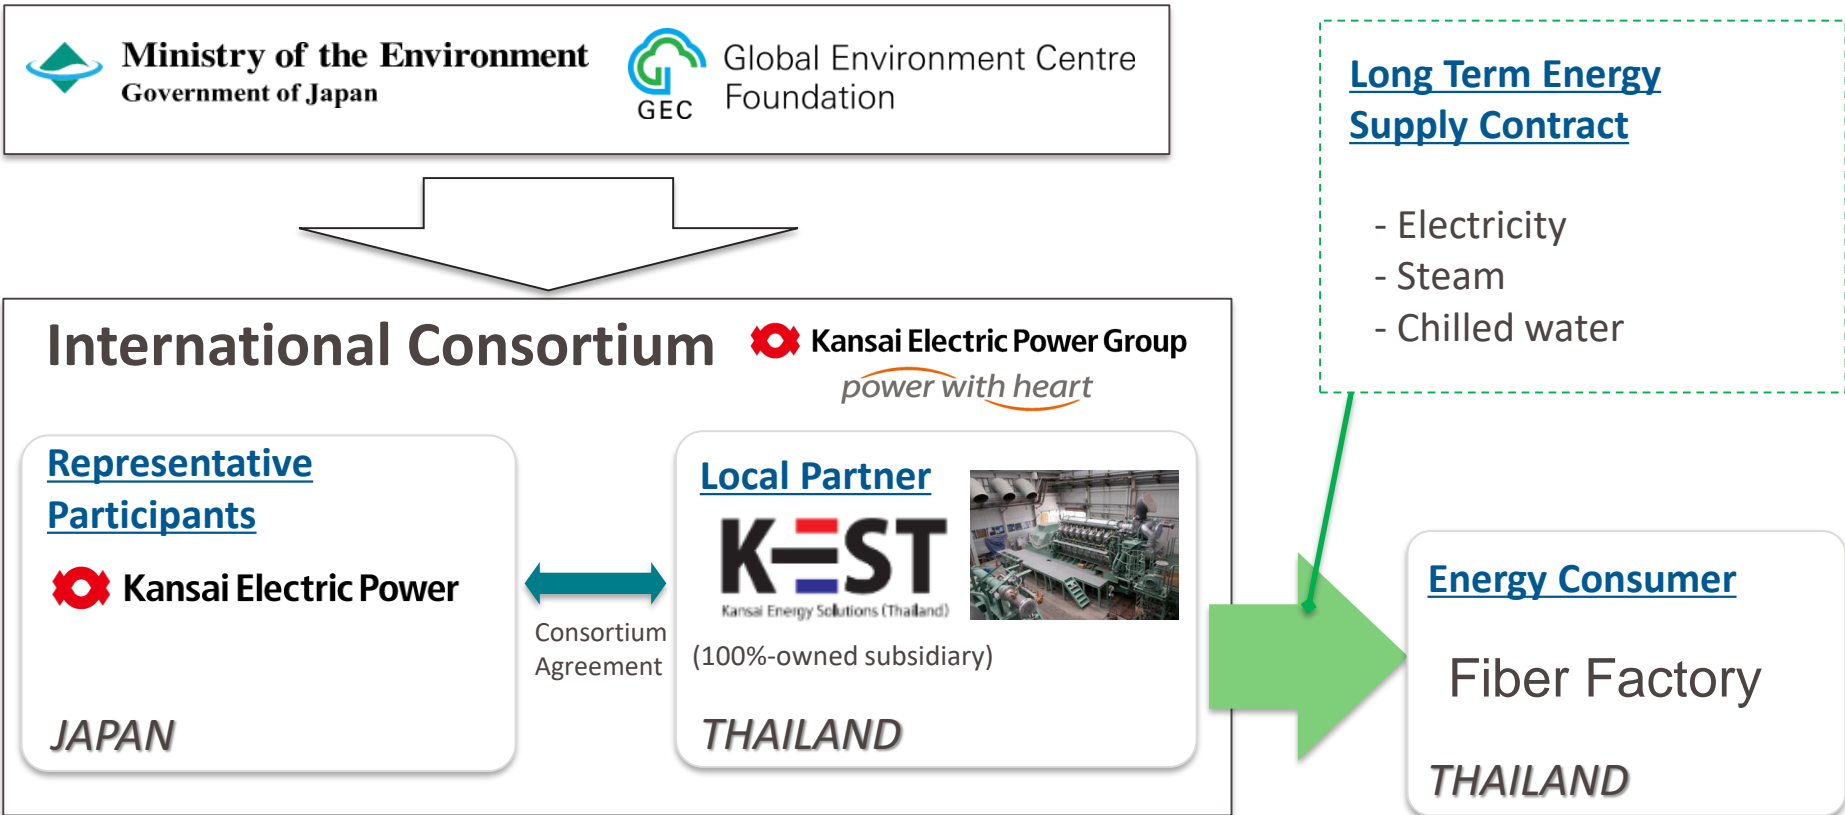 Ministry of the Environment
Government of Japan
GEC
Global Environment Centre
Foundation
Long Term Energy
Supply Contract
- Electricity
- Steam
- Chilled water
International Consortium
Kansai Electric Power Group
power with heart
Representative
Participants
Kansai Electric Power
JAPAN
Consortium
Agreement
Local Partner
KEST
Kansai Energy Solutions (Thailand)
(100%-owned subsidiary)
THAILAND
Energy Consumer
Fiber Factory
THAILAND